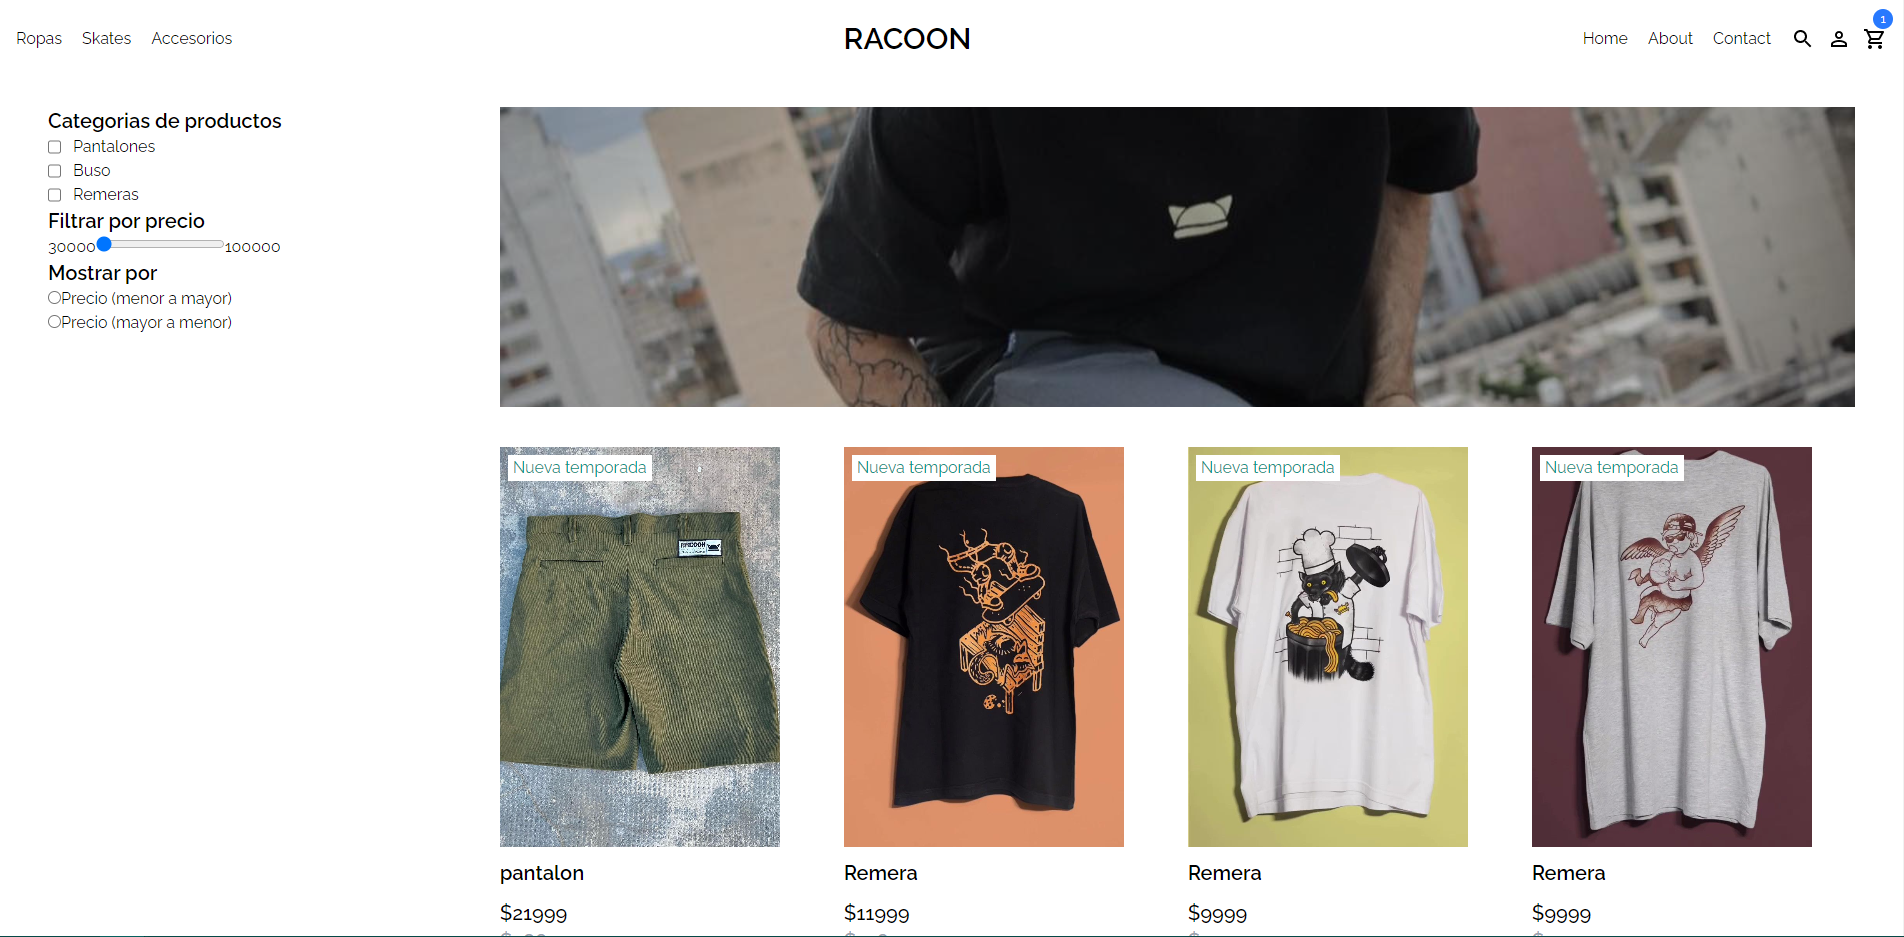 Ropas Skates Accesorios RACOON Home About Contact 1
Categorias de productos
Pantalones
Buso
Remeras
Filtrar por precio
30000 100000
Mostrar por
Precio (menor a mayor)
Precio (mayor a menor)
Nueva temporada Nueva temporada Nueva temporada Nueva temporada
RACOON
pantalon Remera Remera Remera
$21999 $11999 $9999 $9999